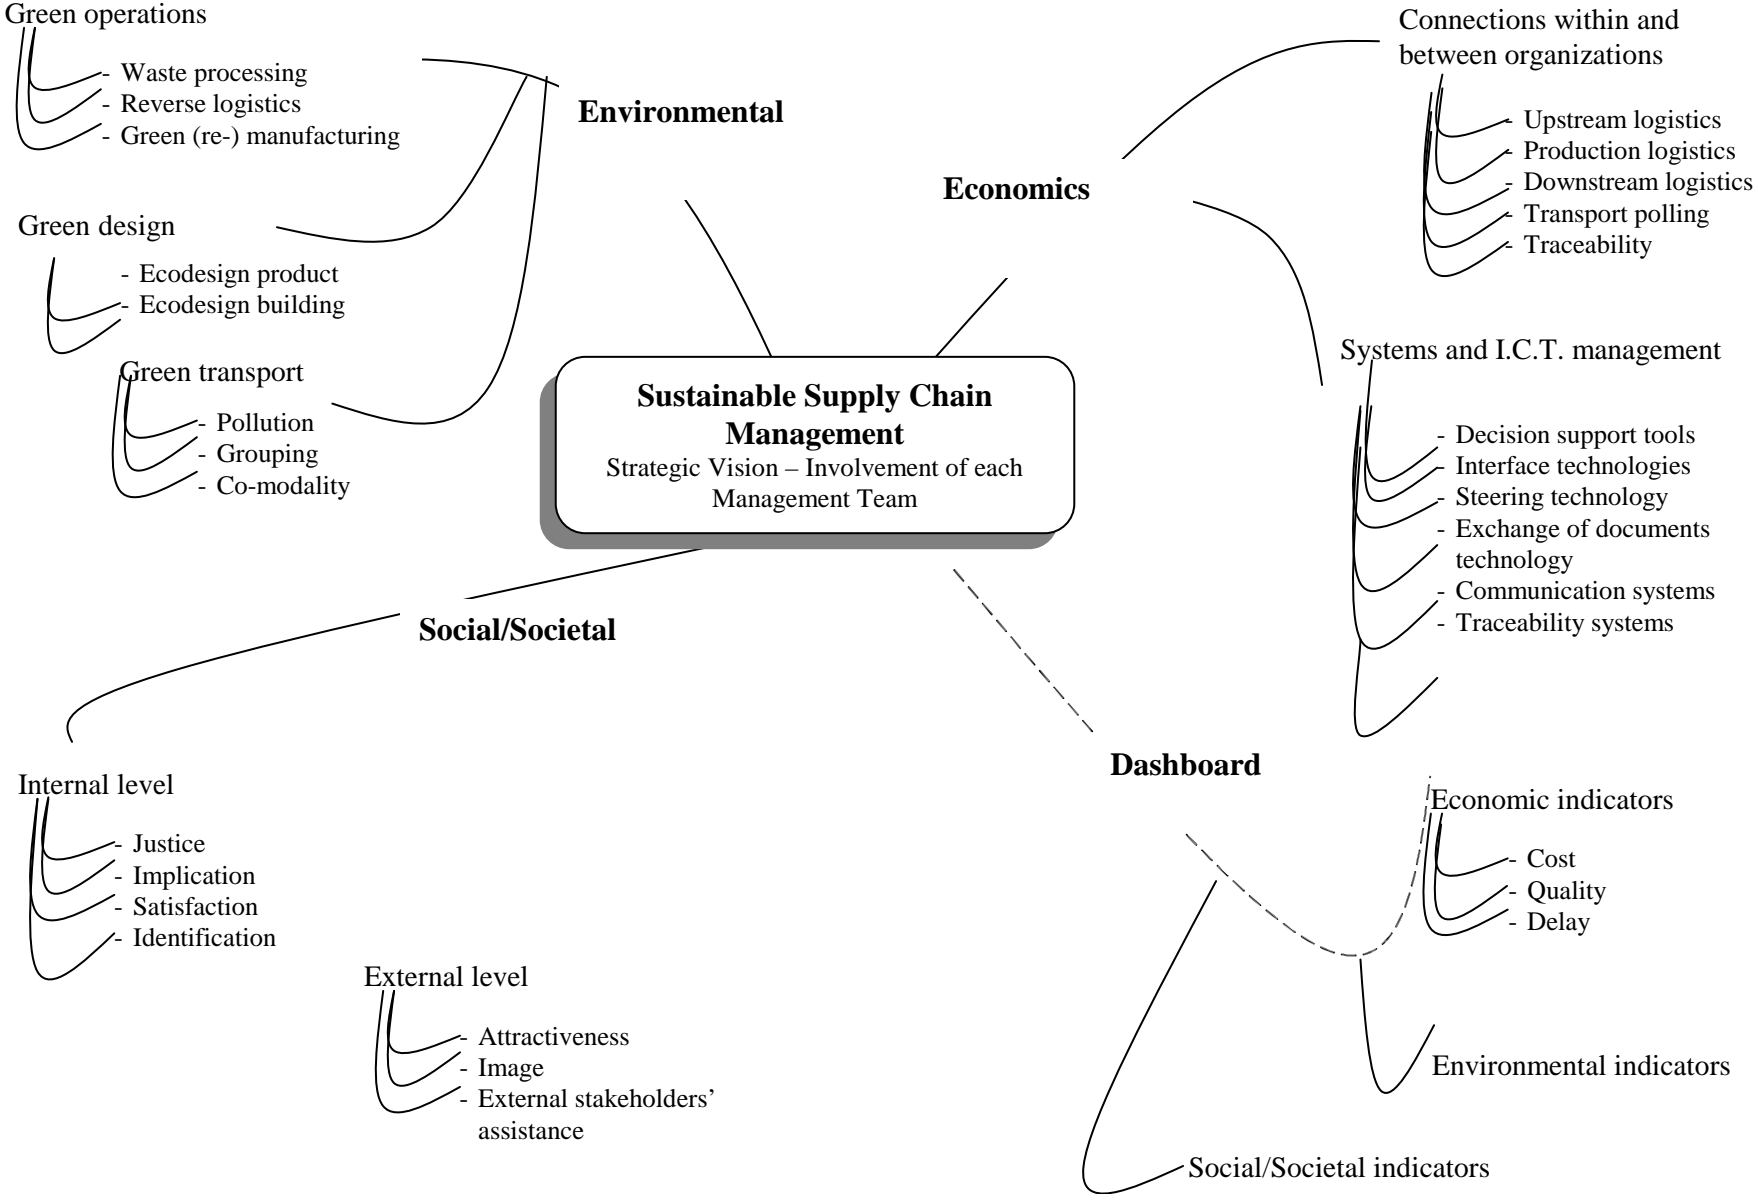 Green operations
- Waste processing
- Reverse logistics
- Green (re-) manufacturing
Environmental
Green design
- Ecodesign product
- Ecodesign building
Green transport
- Pollution
- Grouping
- Co-modality
Economics
Connections within and
between organizations
- Upstream logistics
- Production logistics
- Downstream logistics
- Transport polling
- Traceability
Systems and I.C.T. management
- Decision support tools
- Interface technologies
- Steering technology
- Exchange of documents
technology
- Communication systems
- Traceability systems
Sustainable Supply Chain
Management
Strategic Vision – Involvement of each
Management Team
Social/Societal
Internal level
- Justice
- Implication
- Satisfaction
- Identification
External level
- Attractiveness
- Image
- External stakeholders’
assistance
Dashboard
Economic indicators
- Cost
- Quality
- Delay
Environmental indicators
Social/Societal indicators